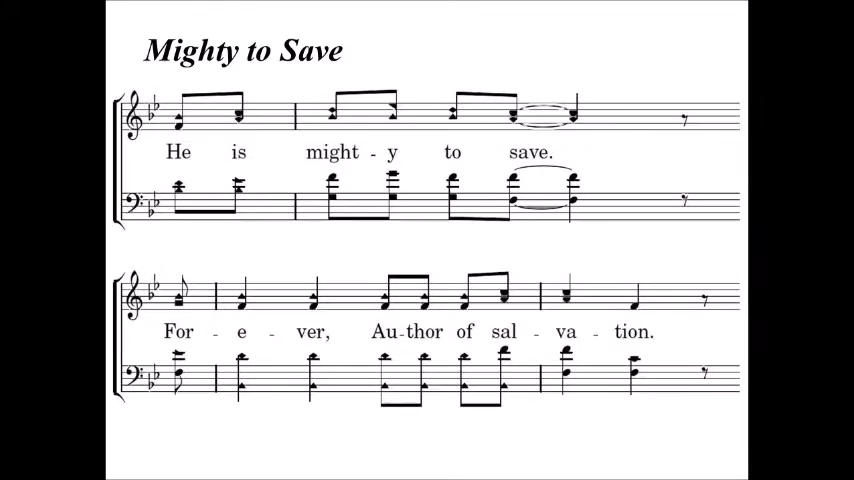 Mighty to Save
He is might - y to save.
For - e - ver, Au - thor of sal - va - tion.